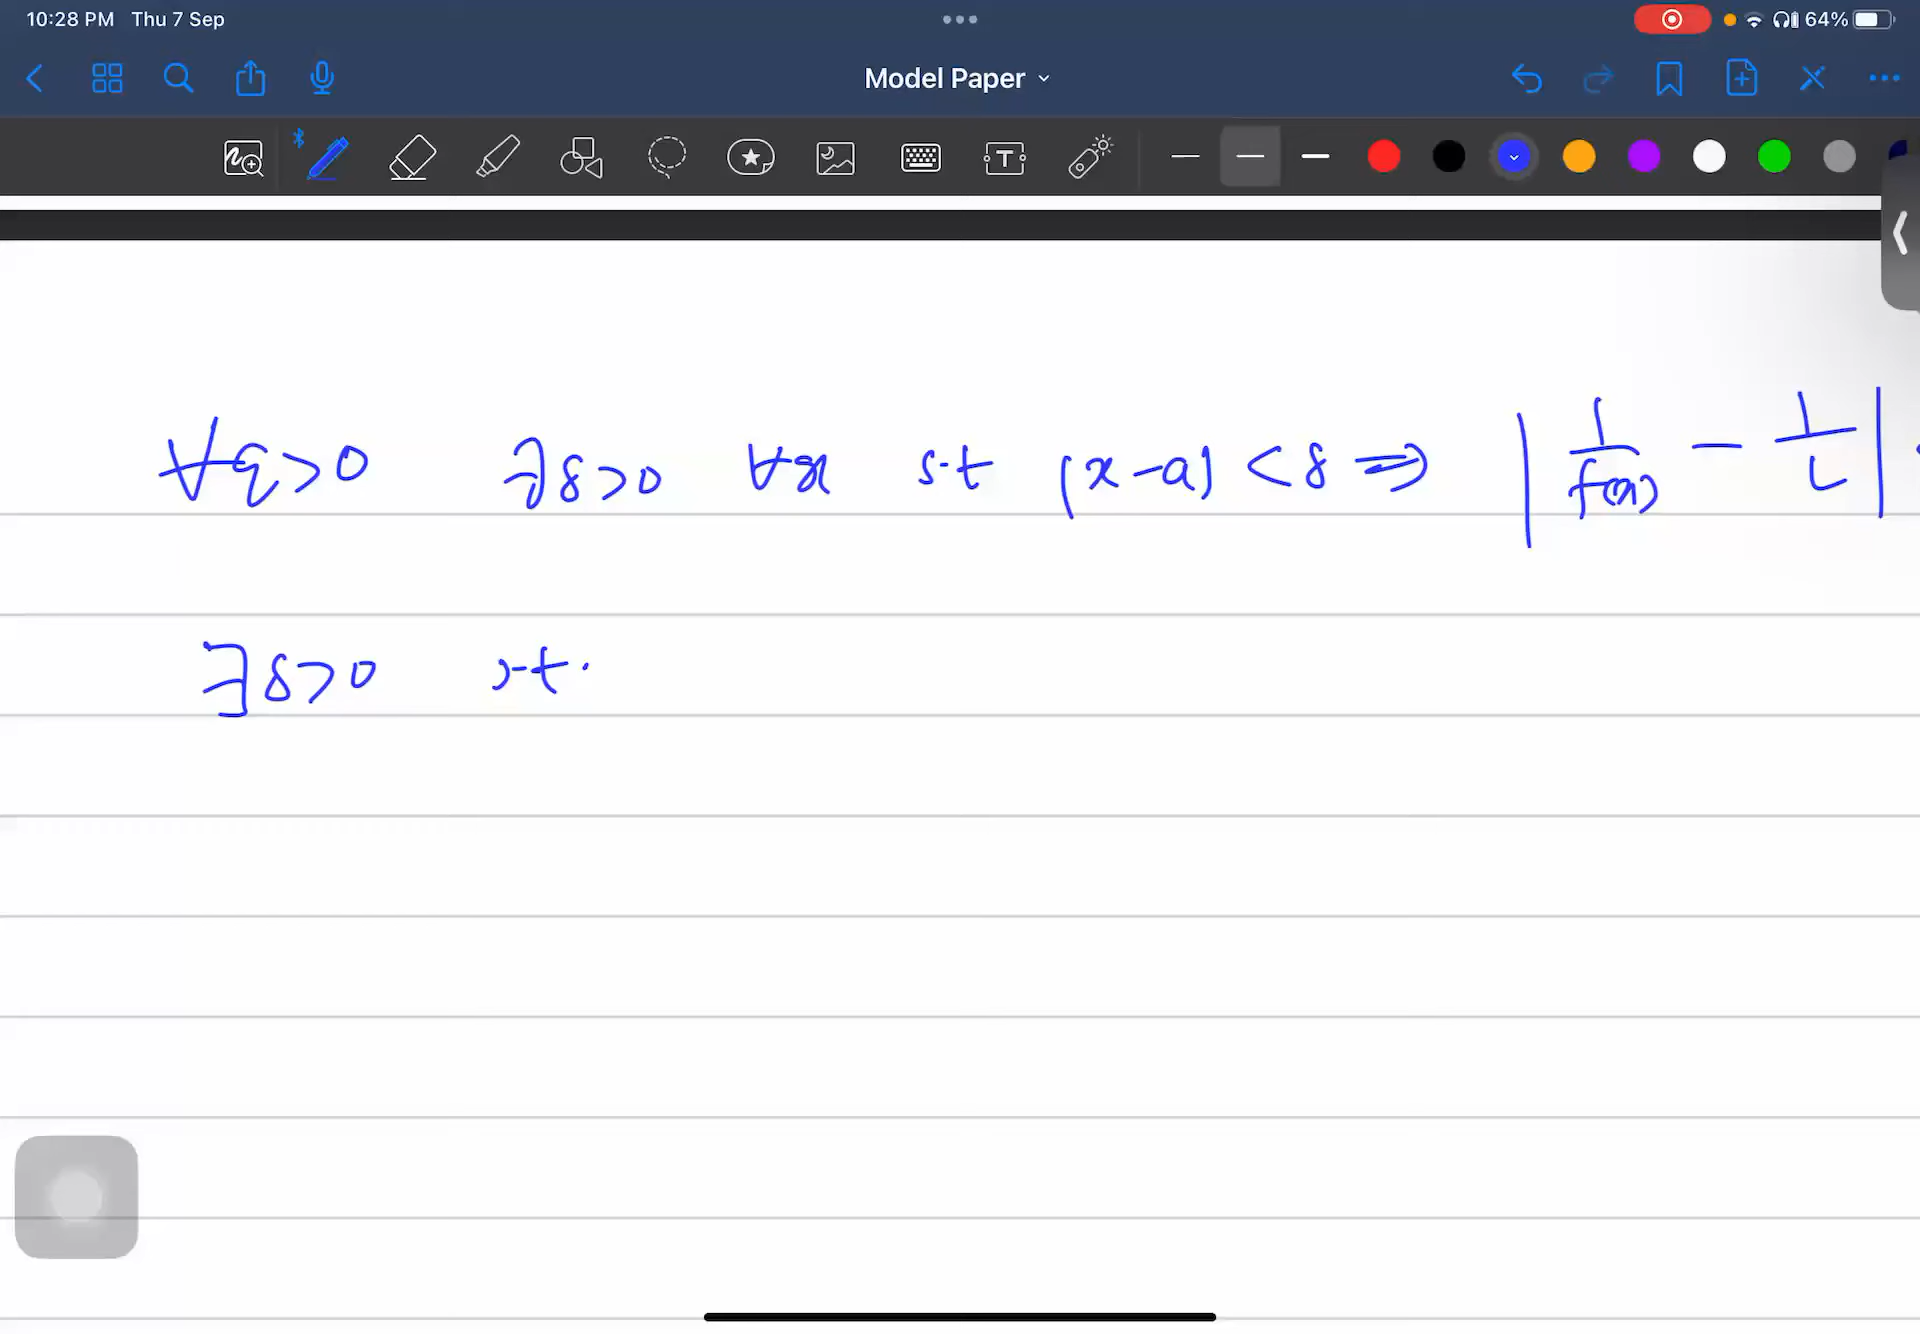 10:28 PM Thu 7 Sep 64%
Model Paper
T
∀ε>0 ∃δ>0 ∀x s.t (x-a) < δ ⇒ | 1/f(x) - 1/L |
∃δ>0 s.t.